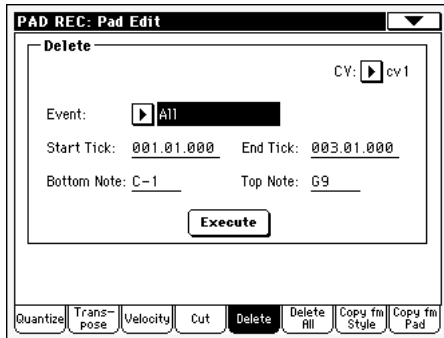 PAD REC: Pad Edit
Delete
CV: cv1
Event: All
Start Tick: 001.01.000 End Tick: 003.01.000
Bottom Note: C-1 Top Note: G9
Execute
Quantize Trans- pose Velocity Cut Delete Delete All Copy fm Style Copy fm Pad